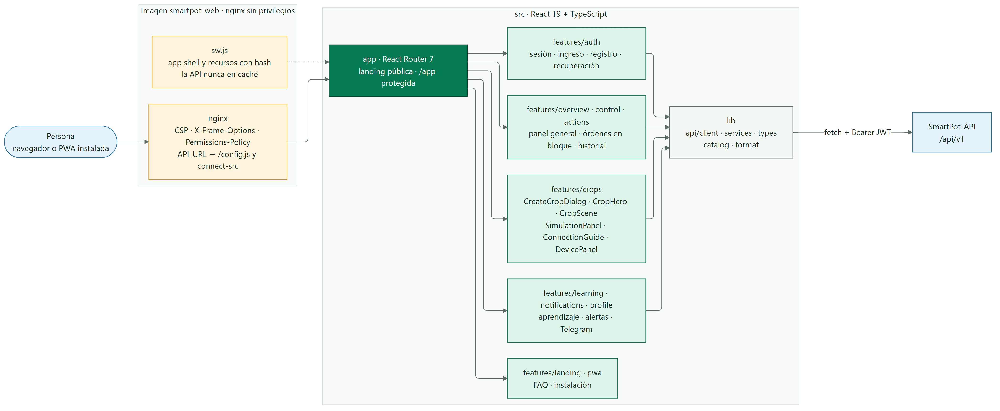 Imagen smartpot-web · nginx sin privilegios
sw.js
app shell y recursos con hash
la API nunca en caché
nginx
CSP · X-Frame-Options ·
Permissions-Policy
API_URL → /config.js y
connect-src
Persona
navegador o PWA instalada
src · React 19 + TypeScript
app · React Router 7
landing pública · /app
protegida
features/auth
sesión · ingreso · registro ·
recuperación
features/overview · control ·
actions
panel general · órdenes en
bloque · historial
features/crops
CreateCropDialog · CropHero
· CropScene
SimulationPanel ·
ConnectionGuide ·
DevicePanel
features/learning ·
notifications · profile
aprendizaje · alertas ·
Telegram
features/landing · pwa
FAQ · instalación
lib
api/client · services · types
catalog · format
fetch + Bearer JWT
SmartPot-API
/api/v1